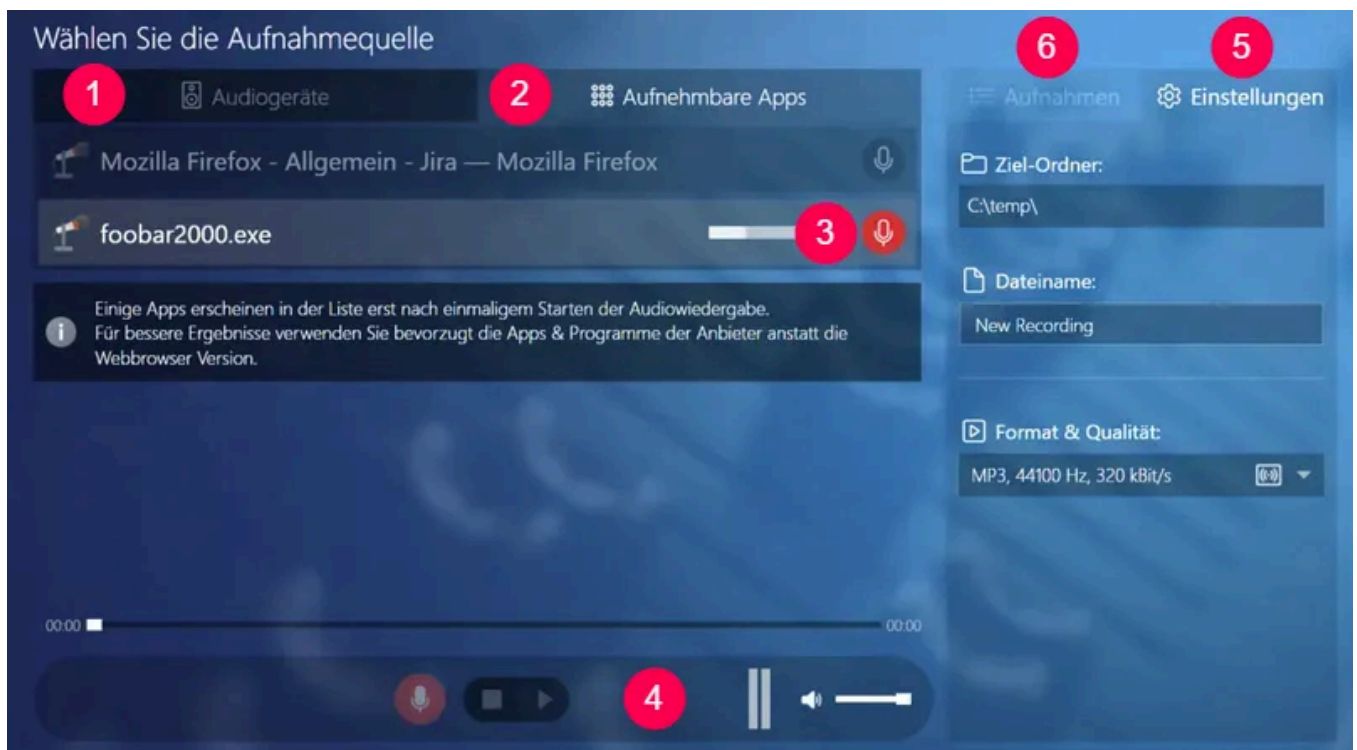 Wählen Sie die Aufnahmequelle
6
5
1
Audiogeräte
2
Aufnehmbare Apps
Aufnahmen
Einstellungen
Mozilla Firefox - Allgemein - Jira — Mozilla Firefox
Ziel-Ordner:
C:\temp\
foobar2000.exe
3
Dateiname:
New Recording
Einige Apps erscheinen in der Liste erst nach einmaligem Starten der Audiowiedergabe.
Für bessere Ergebnisse verwenden Sie bevorzugt die Apps & Programme der Anbieter anstatt die
Webbrowser Version.
Format & Qualität:
MP3, 44100 Hz, 320 kBit/s
00:00
00:00
4